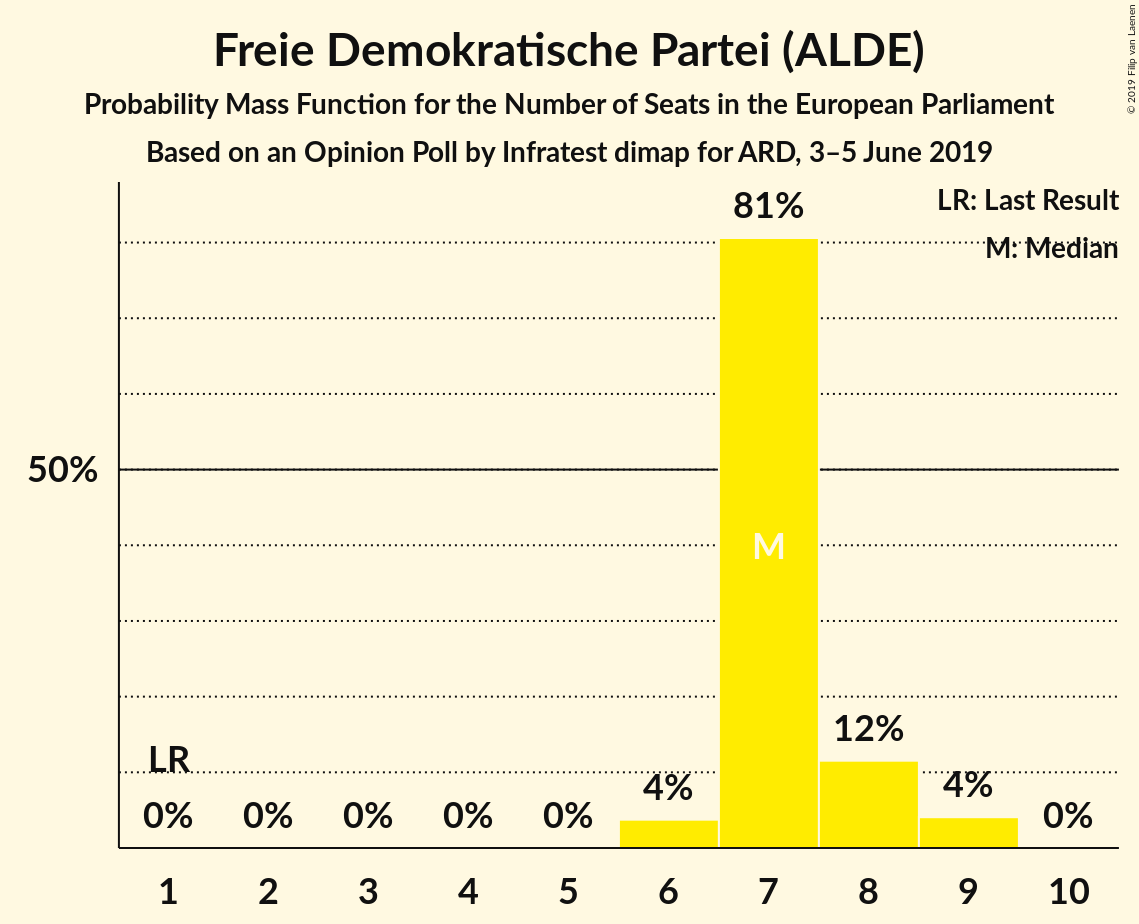 Freie Demokratische Partei (ALDE)
Probability Mass Function for the Number of Seats in the European Parliament
Based on an Opinion Poll by Infratest dimap for ARD, 3–5 June 2019
© 2019 Filip van Laenen
LR: Last Result
M: Median
81%
50%
M
12%
LR
4%
4%
0%
0%
0%
0%
0%
0%
1 2 3 4 5 6 7 8 9 10